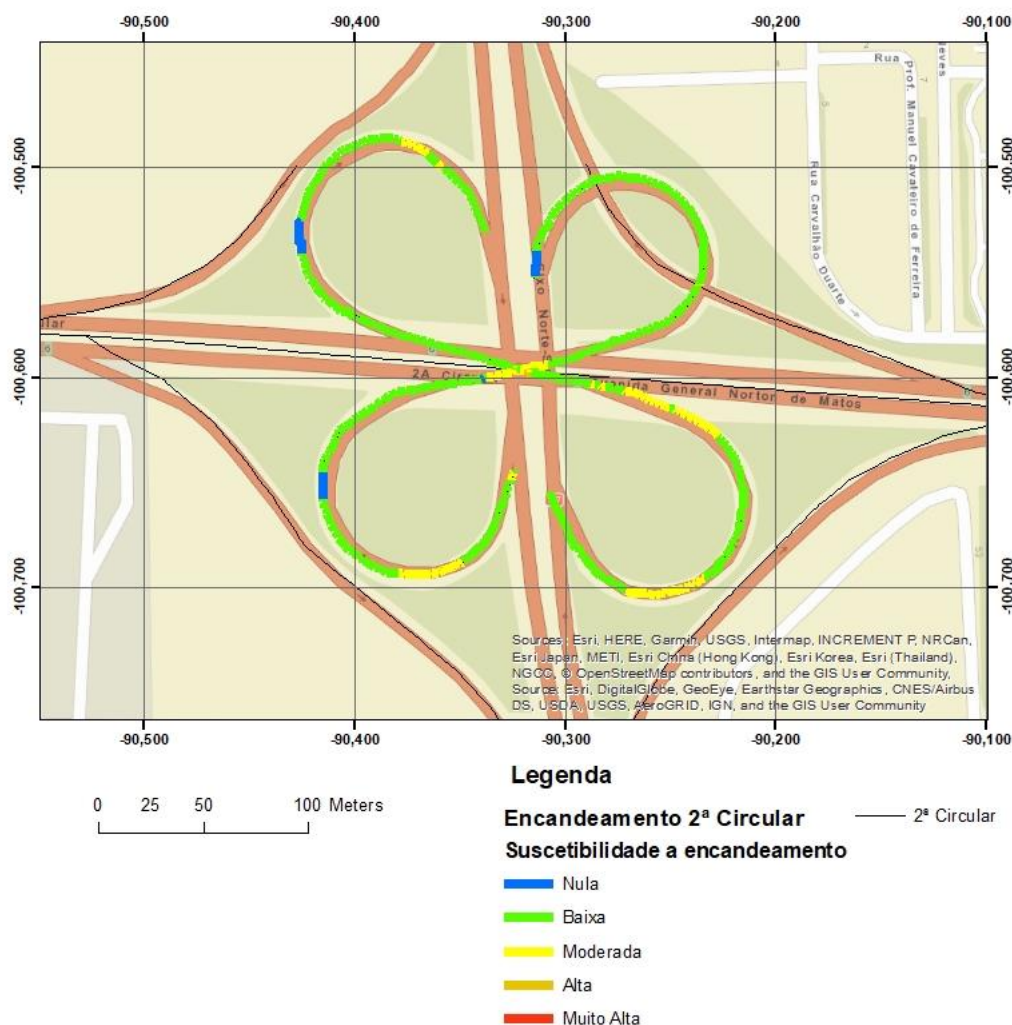 -90,500 -90,400 -90,300 -90,200 -90,100
-100,500 -100,500
-100,600 -100,600
-100,700 -100,700
Rua
Prof. Manuel Cavaleiro de Ferreira
Neves
Rua Carvalhão Duarte
Eixo Norte-S
ular
2A Circu
venida General Norton de Matos
Sources: Esri, HERE, Garmin, USGS, Intermap, INCREMENT P, NRCan,
Esri Japan, METI, Esri China (Hong Kong), Esri Korea, Esri (Thailand),
NGCC, © OpenStreetMap contributors, and the GIS User Community,
Source: Esri, DigitalGlobe, GeoEye, Earthstar Geographics, CNES/Airbus
DS, USDA, USGS, AeroGRID, IGN, and the GIS User Community
-90,500 -90,400 -90,300 -90,200 -90,100
0 25 50 100 Meters
Legenda
Encandeamento 2ª Circular
2ª Circular
Suscetibilidade a encandeamento
Nula
Baixa
Moderada
Alta
Muito Alta